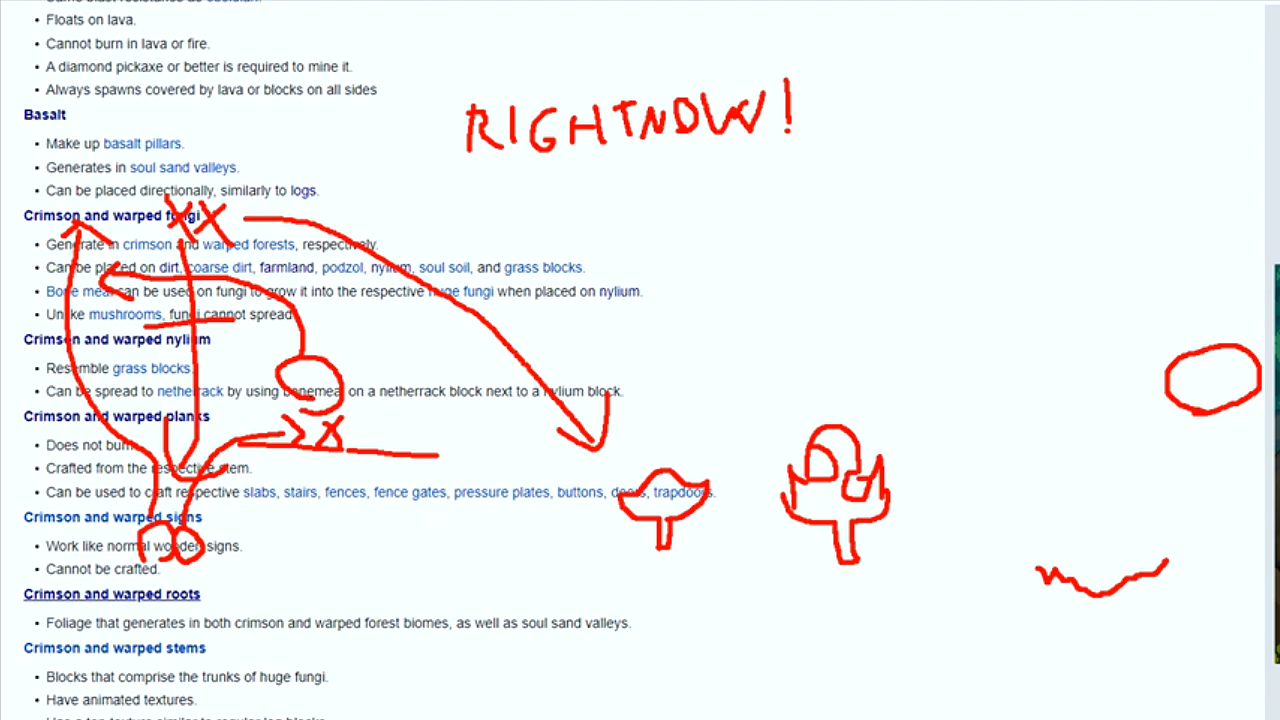 Floats on lava.
Cannot burn in lava or fire.
A diamond pickaxe or better is required to mine it.
Always spawns covered by lava or blocks on all sides
RIGHTNOW!
Basalt
Make up basalt pillars.
Generates in soul sand valleys.
Can be placed directionally, similarly to logs.
Crimson and warped fungi
Generate in crimson and warped forests, respectively.
Can be placed on dirt, coarse dirt, farmland, podzol, nylium, soul soil, and grass blocks.
Bone meal can be used on fungi to grow it into the respective huge fungi when placed on nylium.
Unlike mushrooms, fungi cannot spread
Crimson and warped nylium
Resemble grass blocks.
Can be spread to netherrack by using bonemeal on a netherrack block next to a nylium block.
Crimson and warped planks
Does not burn.
Crafted from the respective stem.
Can be used to craft respective slabs, stairs, fences, fence gates, pressure plates, buttons, doors, trapdoors.
Crimson and warped signs
Work like normal wooden signs.
Cannot be crafted.
Crimson and warped roots
Foliage that generates in both crimson and warped forest biomes, as well as soul sand valleys.
Crimson and warped stems
Blocks that comprise the trunks of huge fungi.
Have animated textures.